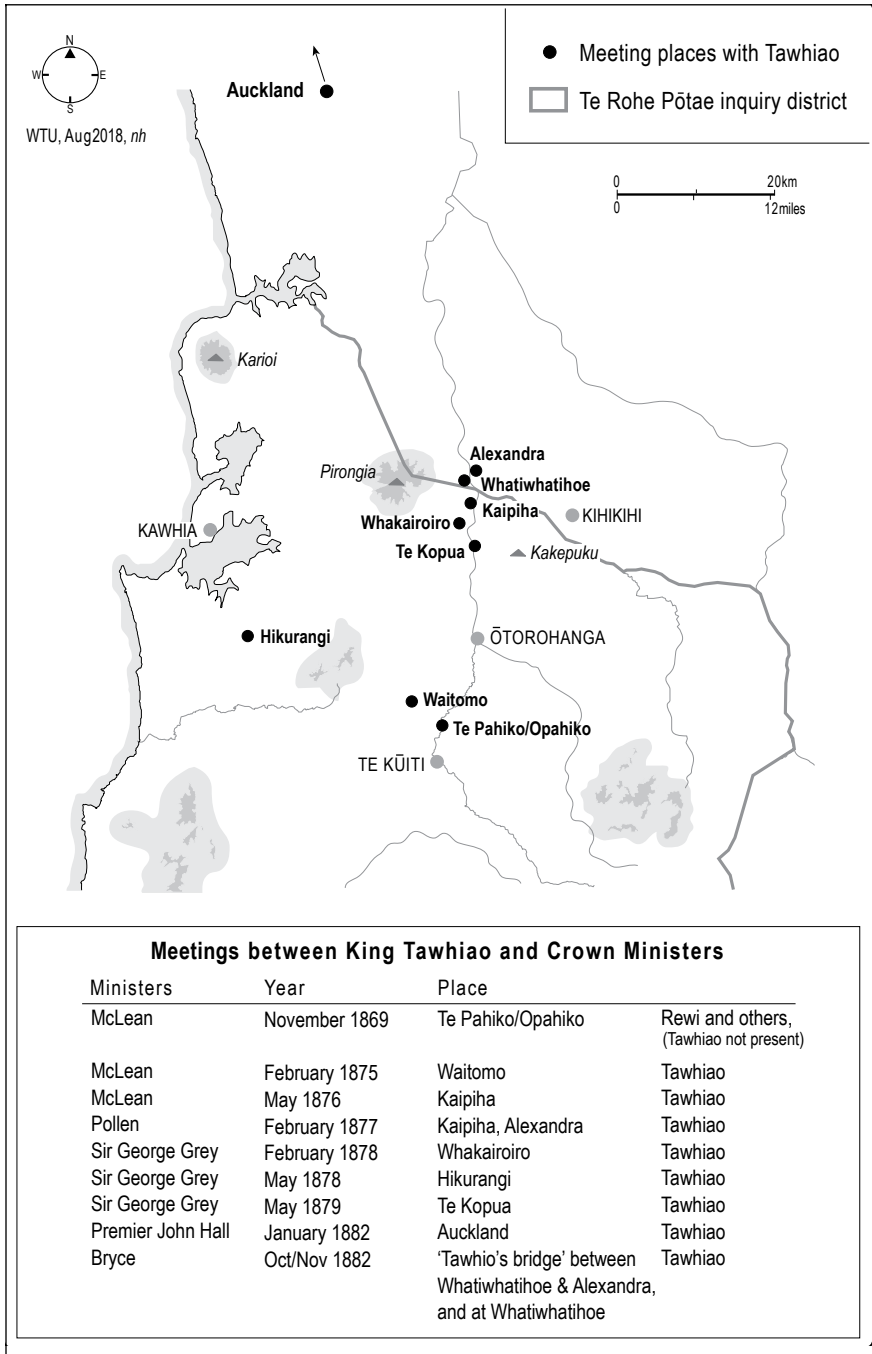 N
W E
S
WTU, Aug2018, nh
Auckland
Meeting places with Tawhiao
Te Rohe Pōtae inquiry district
0 20km
0 12miles
Karioi
Alexandra
Pirongia
Whatiwhatihoe
Kaipiha
KIHIKIHI
KAWHIA
Whakairoiro
Te Kopua
Kakepuku
Hikurangi
ŌTOROHANGA
Waitomo
Te Pahiko/Opahiko
TE KŪITI
Meetings between King Tawhiao and Crown Ministers
Ministers Year Place
McLean November 1869 Te Pahiko/Opahiko Rewi and others,
(Tawhiao not present)
McLean February 1875 Waitomo Tawhiao
McLean May 1876 Kaipiha Tawhiao
Pollen February 1877 Kaipiha, Alexandra Tawhiao
Sir George Grey February 1878 Whakairoiro Tawhiao
Sir George Grey May 1878 Hikurangi Tawhiao
Sir George Grey May 1879 Te Kopua Tawhiao
Premier John Hall January 1882 Auckland Tawhiao
Bryce Oct/Nov 1882 ‘Tawhio’s bridge’ between Tawhiao
Whatiwhatihoe & Alexandra,
and at Whatiwhatihoe